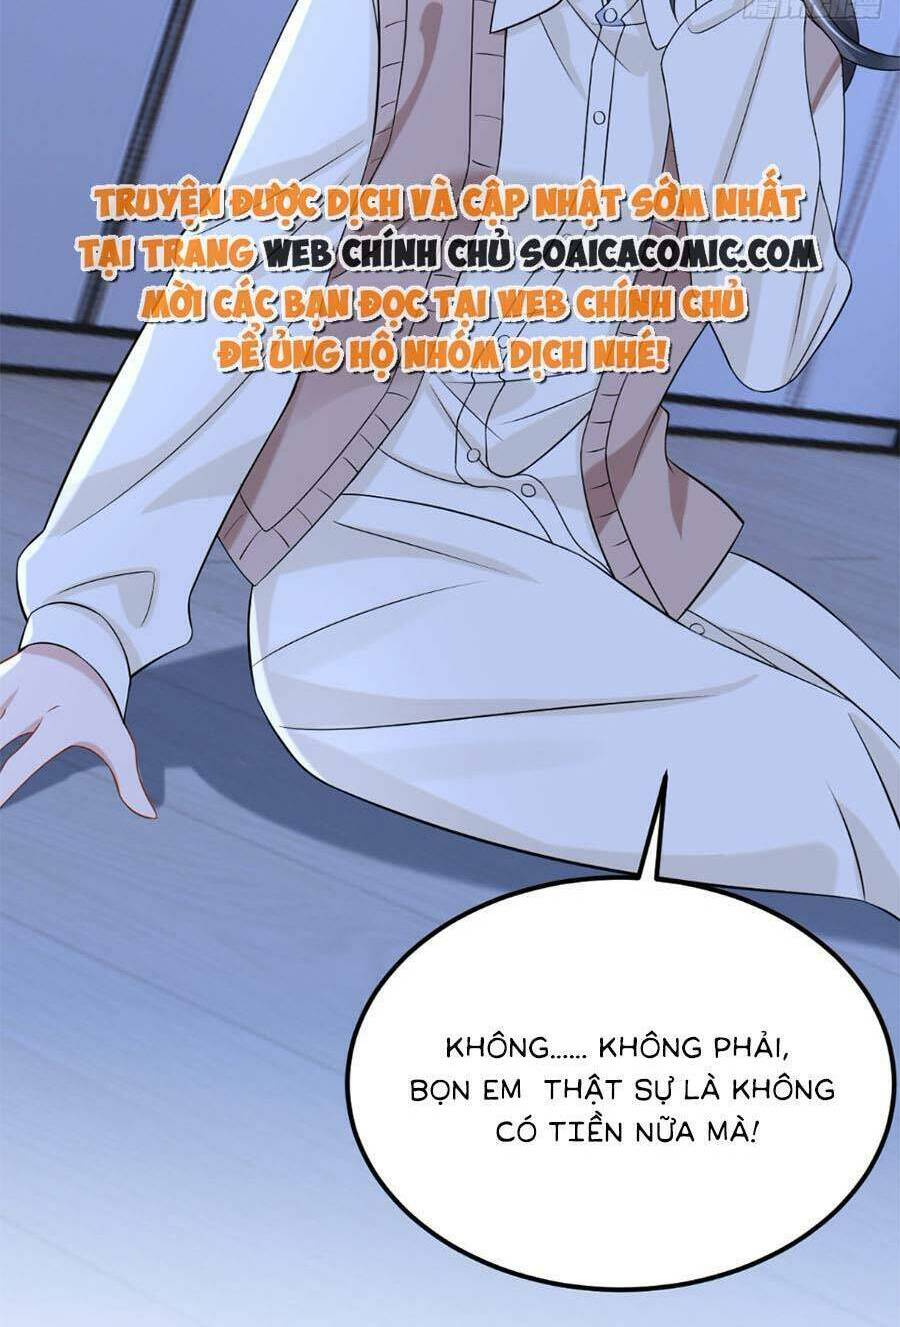 TRUYỆN ĐƯỢC DỊCH VÀ CẬP NHẬT SỚM NHẤT
TẠI TRANG WEB CHÍNH CHỦ SOAICACOMIC.COM
MỜI CÁC BẠN ĐỌC TẠI WEB CHÍNH CHỦ
ĐỂ ỦNG HỘ NHÓM DỊCH NHÉ!
KHÔNG...... KHÔNG PHẢI,
BỌN EM THẬT SỰ LÀ KHÔNG
CÓ TIỀN NỮA MÀ!